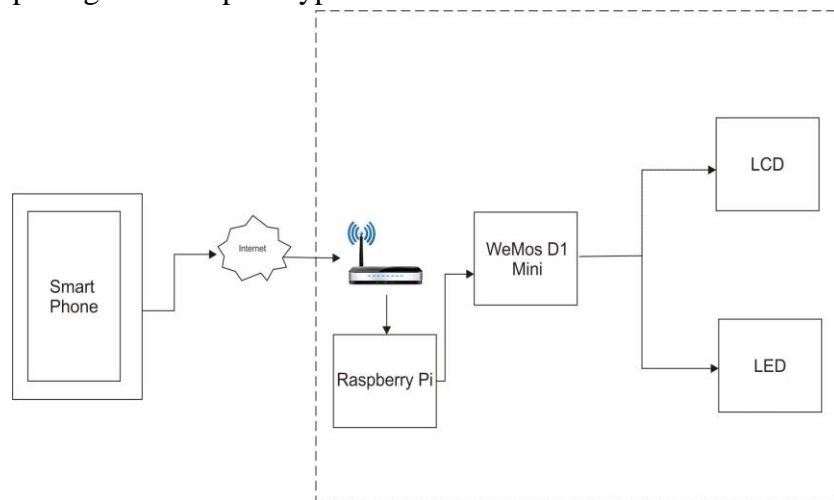 LCD
Internet
WeMos D1
Mini
Smart
Phone
Raspberry Pi
LED